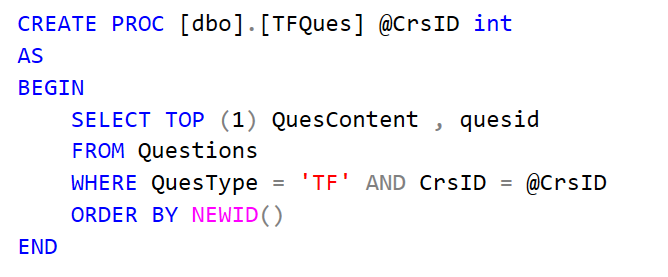 CREATE PROC [dbo].[TFQues] @CrsID int
AS
BEGIN
SELECT TOP (1) QuesContent , quesid
FROM Questions
WHERE QuesType = 'TF' AND CrsID = @CrsID
ORDER BY NEWID()
END